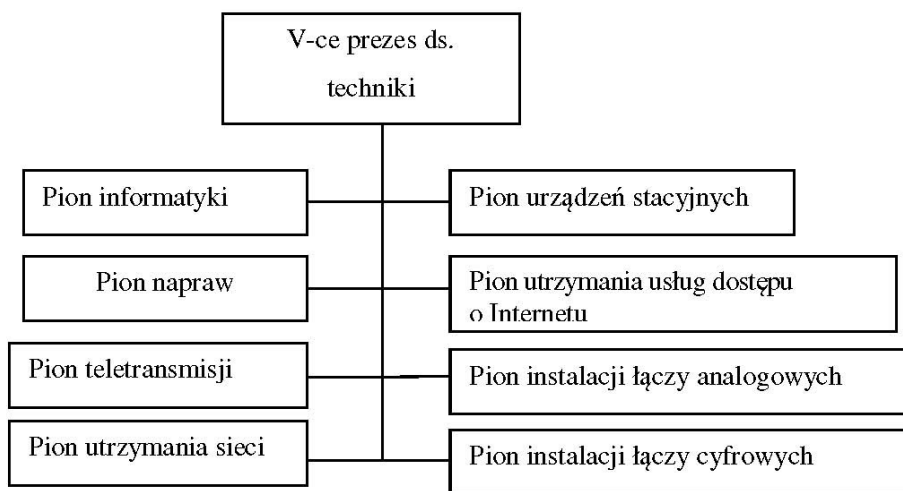 V-ce prezes ds.
techniki
Pion informatyki
Pion urządzeń stacyjnych
Pion napraw
Pion utrzymania usług dostępu
o Internetu
Pion teletransmisji
Pion instalacji łączy analogowych
Pion utrzymania sieci
Pion instalacji łączy cyfrowych